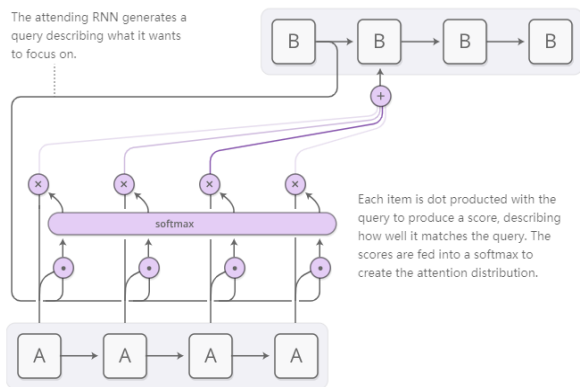 The attending RNN generates a
query describing what it wants
to focus on.
B B B B
+
× × × ×
Each item is dot producted with the
query to produce a score, describing
how well it matches the query. The
scores are fed into a softmax to
create the attention distribution.
softmax
A A A A